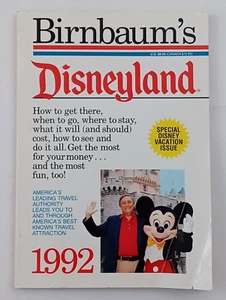 Birnbaum's
Disneyland®
How to get there,
when to go, where to stay,
what it will (and should)
cost, how to see and
do it all. Get the most
for your money...
and the most
fun, too!
SPECIAL
DISNEY
VACATION
ISSUE
AMERICA'S
LEADING TRAVEL
AUTHORITY
LEADS YOU TO
AND THROUGH
AMERICA'S BEST
KNOWN TRAVEL
ATTRACTION
1992